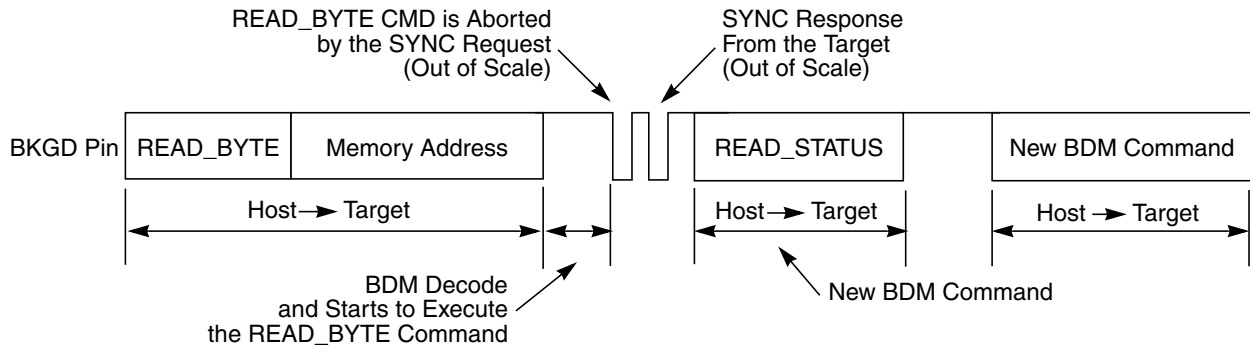 READ_BYTE CMD is Aborted
by the SYNC Request
(Out of Scale)
SYNC Response
From the Target
(Out of Scale)
BKGD Pin
READ_BYTE
Memory Address
READ_STATUS
New BDM Command
Host Target
Host Target
Host Target
BDM Decode
and Starts to Execute
the READ_BYTE Command
New BDM Command